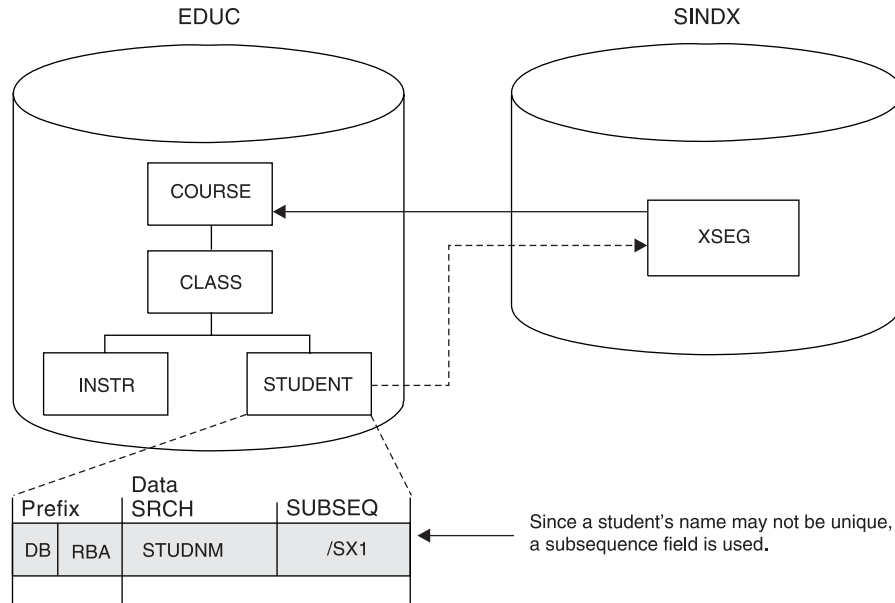 EDUC
SINDX
COURSE
XSEG
CLASS
INSTR
STUDENT
Data
Prefix
SRCH
SUBSEQ
DB
RBA
STUDNM
/SX1
Since a student's name may not be unique,
a subsequence field is used.